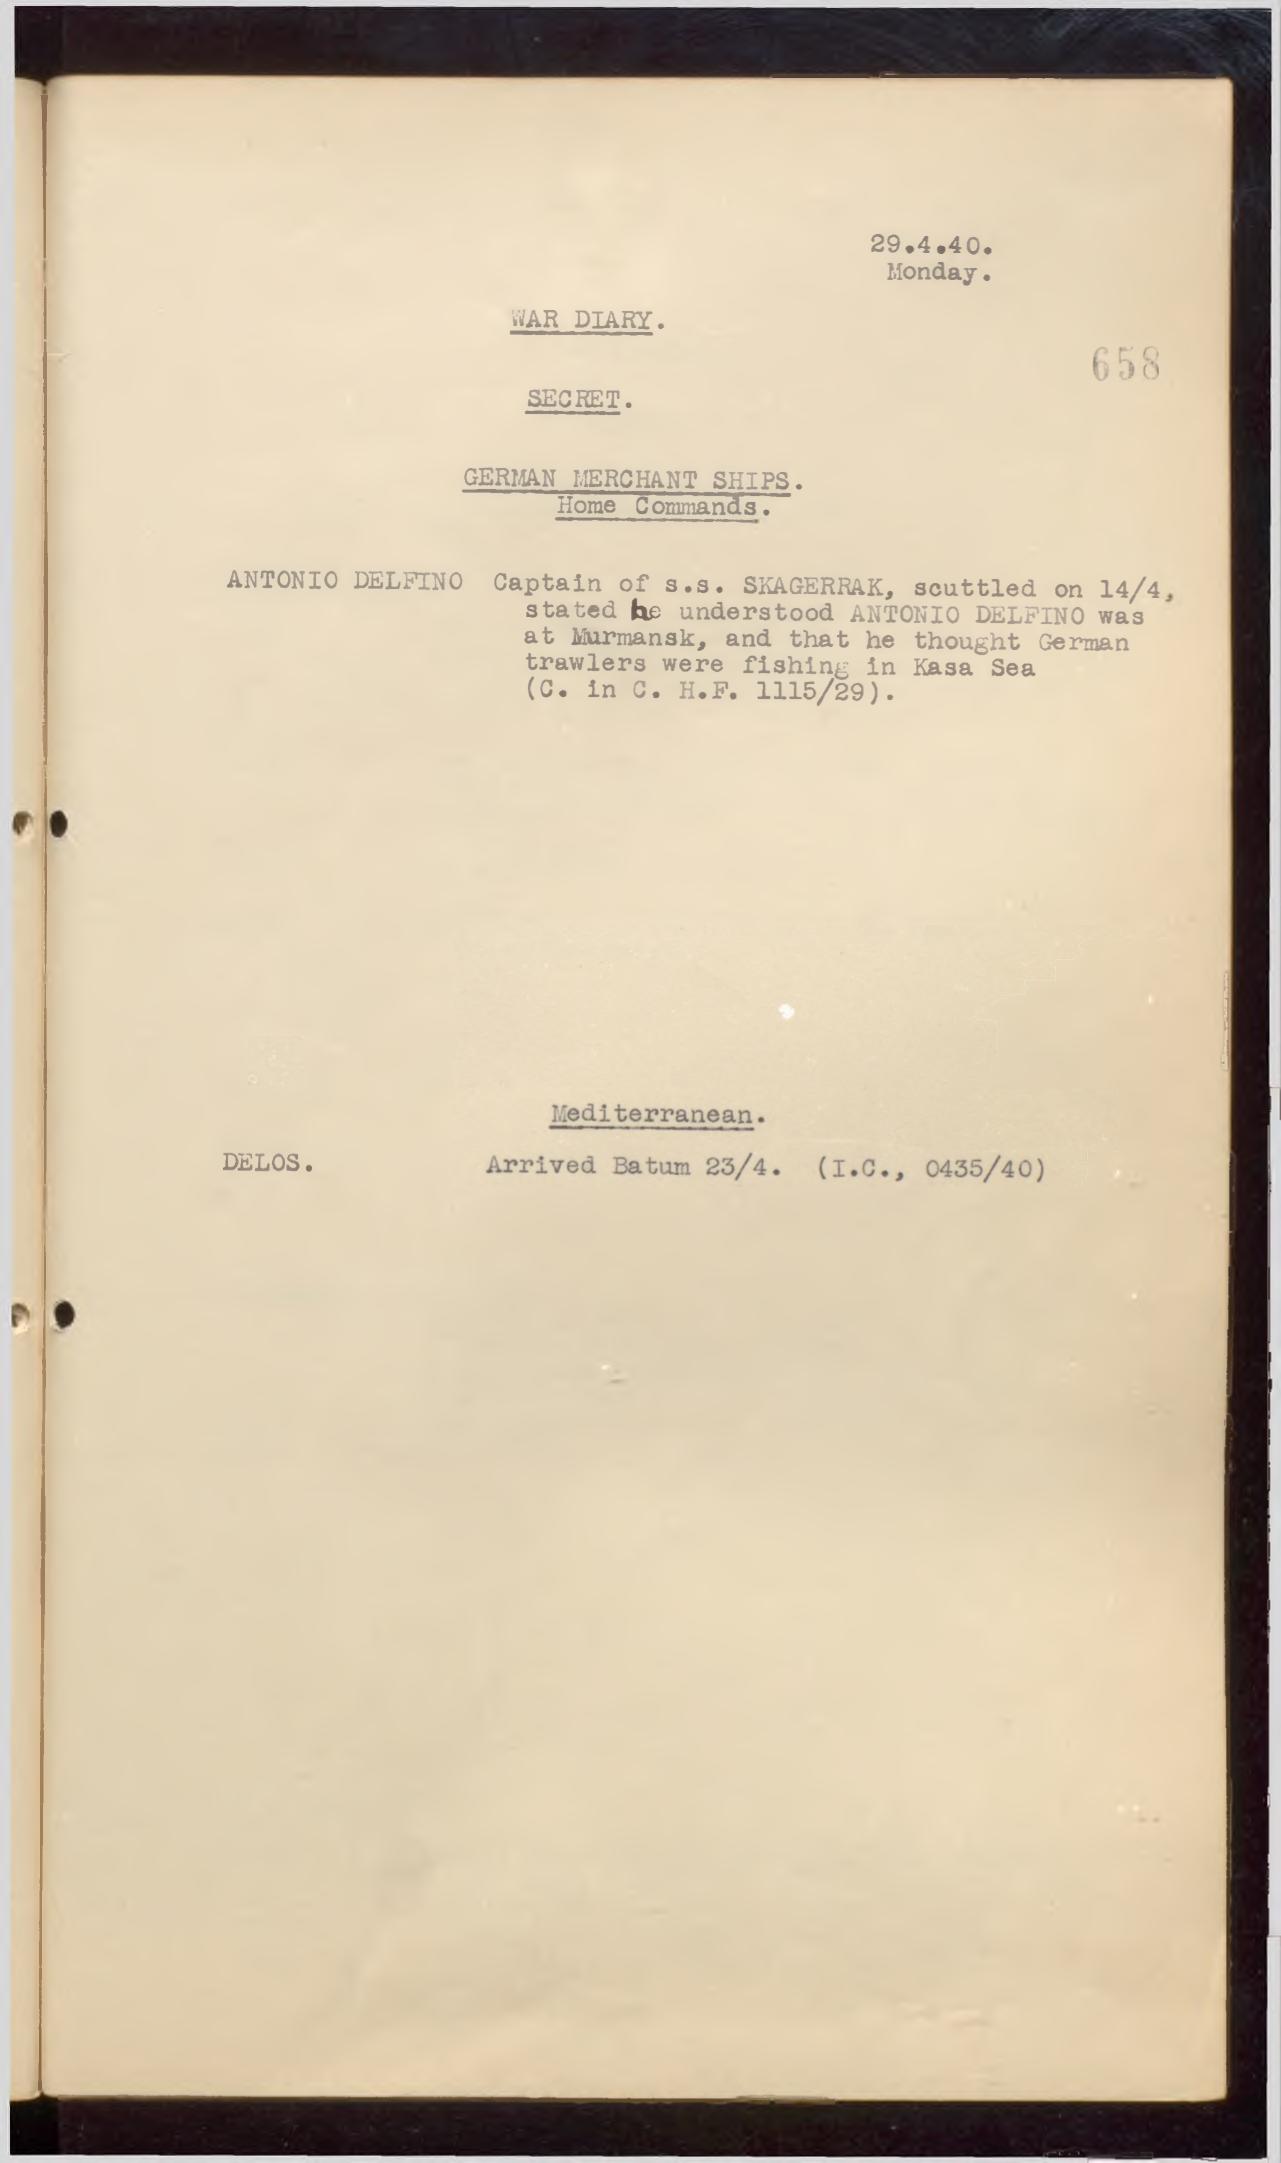 29.4.40.
Monday.
WAR DIARY.
658
SECRET.
GERMAN MERCHANT SHIPS.
Home Commands.
ANTONIO DELFINO Captain of s.s. SKAGERRAK, scuttled on 14/4,
stated he understood ANTONIO DELFINO was
at Murmansk, and that he thought German
trawlers were fishing in Kasa Sea
(C. in C. H.F. 1115/29).
Mediterranean.
DELOS. Arrived Batum 23/4. (I.C., 0435/40)